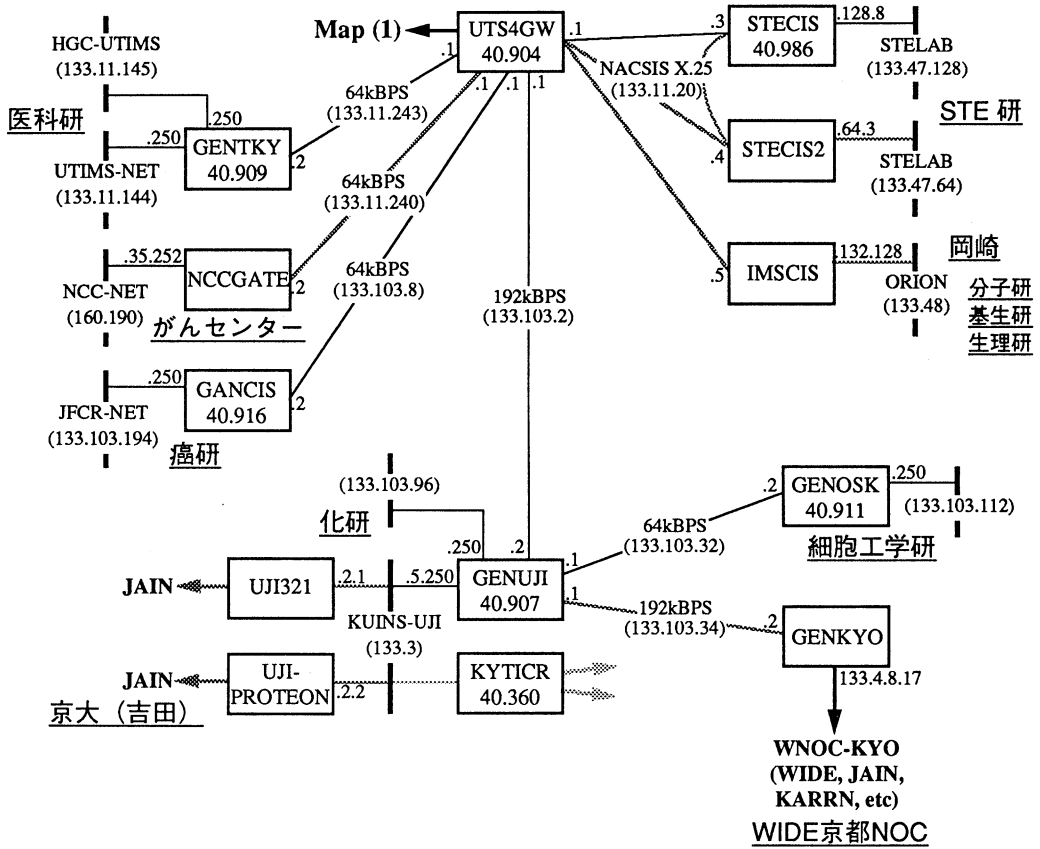 Map (1)
UTS4GW
40.904
.1
.1
.1
.1
.1
HGC-UTIMS
(133.11.145)
医科研
.250
.250
GENTKY
40.909
.2
UTIMS-NET
(133.11.144)
64kBPS
(133.11.243)
64kBPS
(133.11.240)
64kBPS
(133.103.8)
192kBPS
(133.103.2)
.35.252
NCCGATE
.2
NCC-NET
(160.190)
がんセンター
.250
GANCIS
40.916
.2
JFCR-NET
(133.103.194)
癌研
.3
STECIS
40.986
.128.8
STELAB
(133.47.128)
NACSIS X.25
(133.11.20)
STE 研
.4
STECIS2
.64.3
STELAB
(133.47.64)
.5
IMSCIS
.132.128
ORION
(133.48)
岡崎
分子研
基生研
生理研
(133.103.96)
化研
.250
.2
JAIN
UJI321
.2.1
.5.250
GENUJI
40.907
.1
.1
KUINS-UJI
(133.3)
JAIN
UJI-
PROTEON
.2.2
KYTICR
40.360
京大（吉田）
64kBPS
(133.103.32)
.2
GENOSK
40.911
.250
(133.103.112)
細胞工学研
192kBPS
(133.103.34)
.2
GENKYO
133.4.8.17
WNOC-KYO
(WIDE, JAIN,
KARRN, etc)
WIDE京都NOC